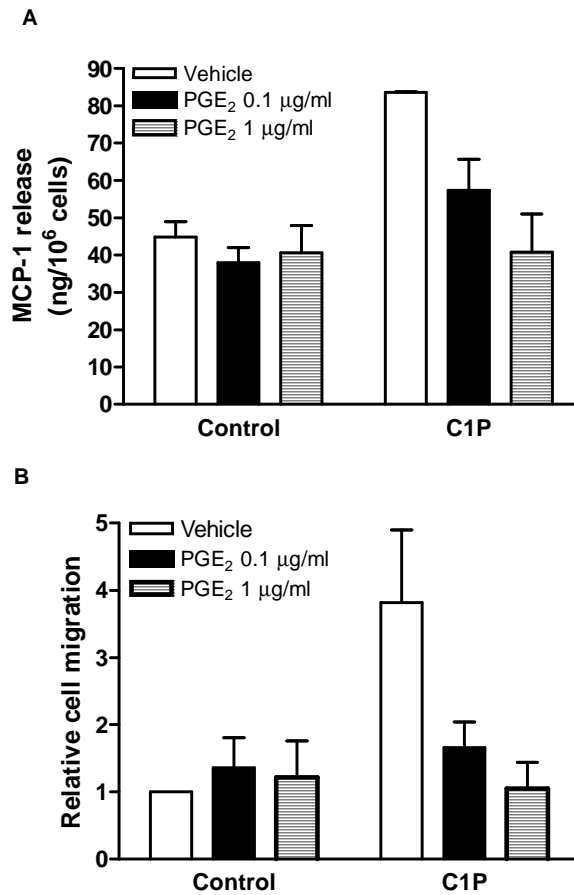 A
Vehicle
PGE₂ 0.1 μg/ml
PGE₂ 1 μg/ml
MCP-1 release
(ng/10⁶ cells)
90
80
70
60
50
40
30
20
10
0
Control C1P
B
Vehicle
PGE₂ 0.1 μg/ml
PGE₂ 1 μg/ml
Relative cell migration
5
4
3
2
1
0
Control C1P